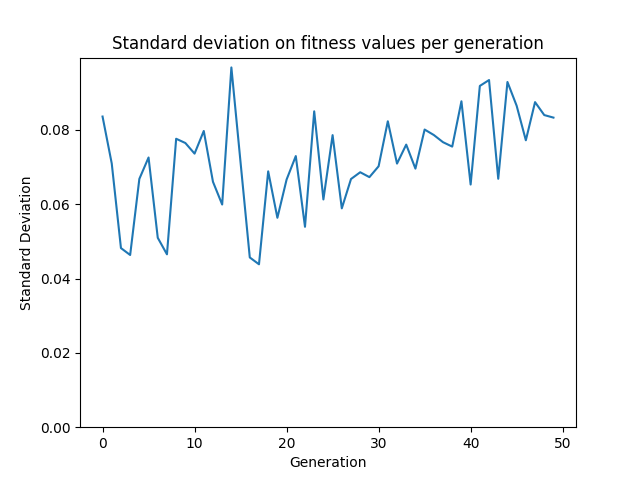 Standard deviation on fitness values per generation
Standard Deviation
0.08
0.06
0.04
0.02
0.00
0 10 20 30 40 50
Generation